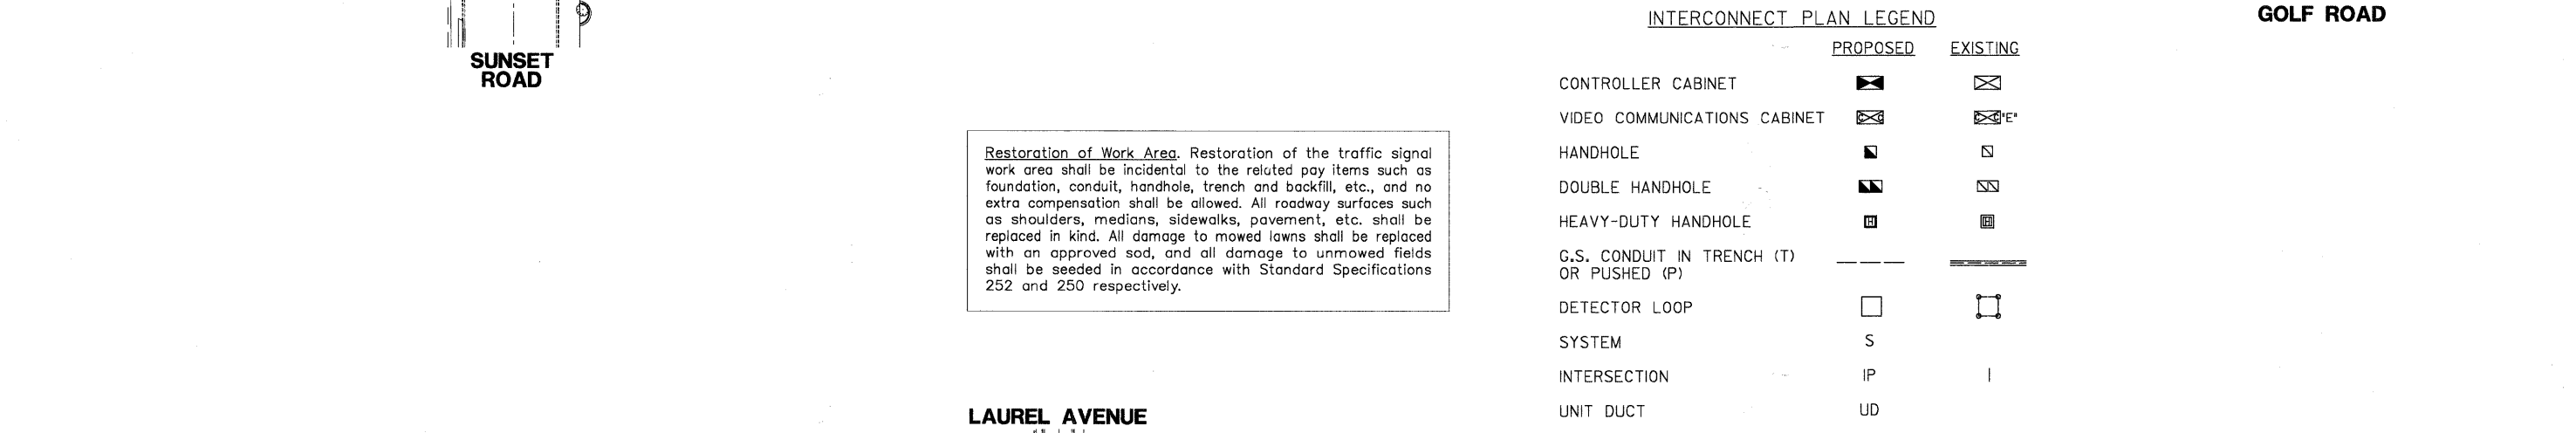 SUNSET
ROAD
Restoration of Work Area. Restoration of the traffic signal
work area shall be incidental to the related pay items such as
foundation, conduit, handhole, trench and backfill, etc., and no
extra compensation shall be allowed. All roadway surfaces such
as shoulders, medians, sidewalks, pavement, etc. shall be
replaced in kind. All damage to mowed lawns shall be replaced
with an approved sod, and all damage to unmowed fields
shall be seeded in accordance with Standard Specifications
252 and 250 respectively.
LAUREL AVENUE
INTERCONNECT PLAN LEGEND
PROPOSED EXISTING
CONTROLLER CABINET
VIDEO COMMUNICATIONS CABINET "E"
HANDHOLE
DOUBLE HANDHOLE
HEAVY-DUTY HANDHOLE H H
G.S. CONDUIT IN TRENCH (T)
OR PUSHED (P)
DETECTOR LOOP
SYSTEM S
INTERSECTION IP I
UNIT DUCT UD
GOLF ROAD